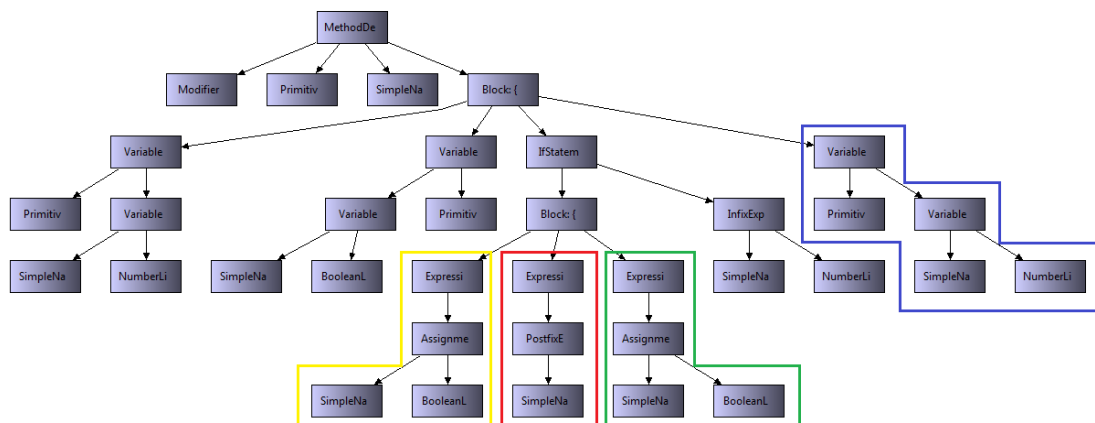 MethodDe
Modifier Primitiv SimpleNa Block: {
Variable Variable IfStatem Variable
Primitiv Variable Variable Primitiv Block: { InfixExp Primitiv Variable
SimpleNa NumberLi SimpleNa BooleanL Expressi Expressi Expressi SimpleNa NumberLi SimpleNa NumberLi
Assignme PostfixE Assignme
SimpleNa BooleanL SimpleNa SimpleNa BooleanL